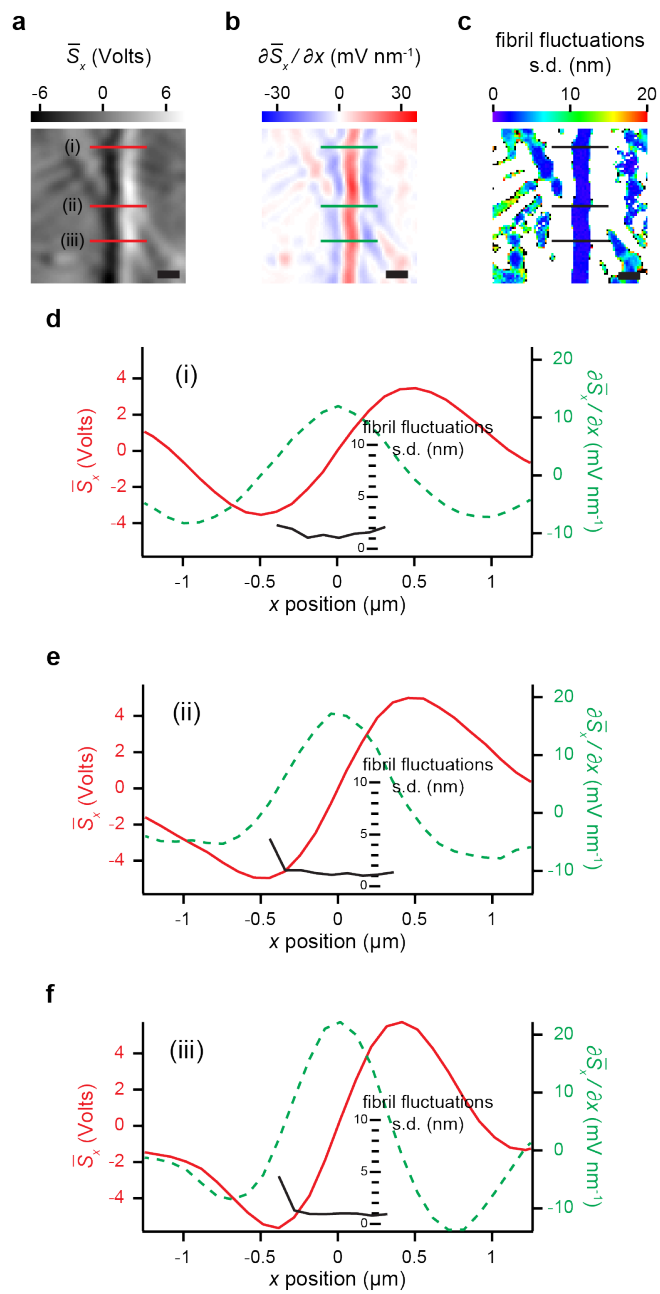 a
S̅ₓ (Volts)
-6 0 6
(i)
(ii)
(iii)
b
∂S̅ₓ / ∂x (mV nm⁻¹)
-30 0 30
c
fibril fluctuations
s.d. (nm)
0 10 20
d
(i)
S̅ₓ (Volts)
4
2
0
-2
-4
fibril fluctuations
s.d. (nm)
10
5
0
20
10
0
-10
∂S̅ₓ / ∂x (mV nm⁻¹)
-1 -0.5 0 0.5 1
x position (μm)
e
(ii)
S̅ₓ (Volts)
4
2
0
-2
-4
fibril fluctuations
s.d. (nm)
10
5
0
20
10
0
-10
∂S̅ₓ / ∂x (mV nm⁻¹)
-1 -0.5 0 0.5 1
x position (μm)
f
(iii)
S̅ₓ (Volts)
4
2
0
-2
-4
fibril fluctuations
s.d. (nm)
10
5
0
20
10
0
-10
∂S̅ₓ / ∂x (mV nm⁻¹)
-1 -0.5 0 0.5 1
x position (μm)